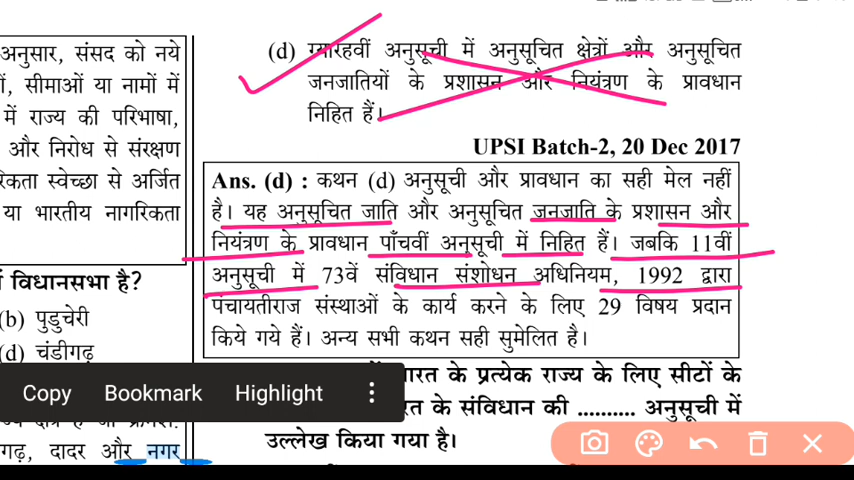 अनुसार, संसद को नये
सीमाओं या नामों में
में राज्य की परिभाषा,
और निरोध से संरक्षण
स्वेच्छा से अर्जित
या भारतीय नागरिकता
विधानसभा है?
(b) पुडुचेरी
(d) चंडीगढ़
दादर और नगर
(d) ग्यारहवीं अनुसूची में अनुसूचित क्षेत्रों और अनुसूचित
जनजातियों के प्रशासन और नियंत्रण के प्रावधान
निहित हैं।
UPSI Batch-2, 20 Dec 2017
Ans. (d) : कथन (d) अनुसूची और प्रावधान का सही मेल नहीं
है। यह अनुसूचित जाति और अनुसूचित जनजाति के प्रशासन और
नियंत्रण के प्रावधान पाँचवी अनुसूची में निहित हैं। जबकि 11वीं
अनुसूची में 73वें संविधान संशोधन अधिनियम, 1992 द्वारा
पंचायतीराज संस्थाओं के कार्य करने के लिए 29 विषय प्रदान
किये गये हैं। अन्य सभी कथन सही सुमेलित है।
भारत के प्रत्येक राज्य के लिए सीटों के
के संविधान की .......... अनुसूची में
उल्लेख किया गया है।
Copy Bookmark Highlight